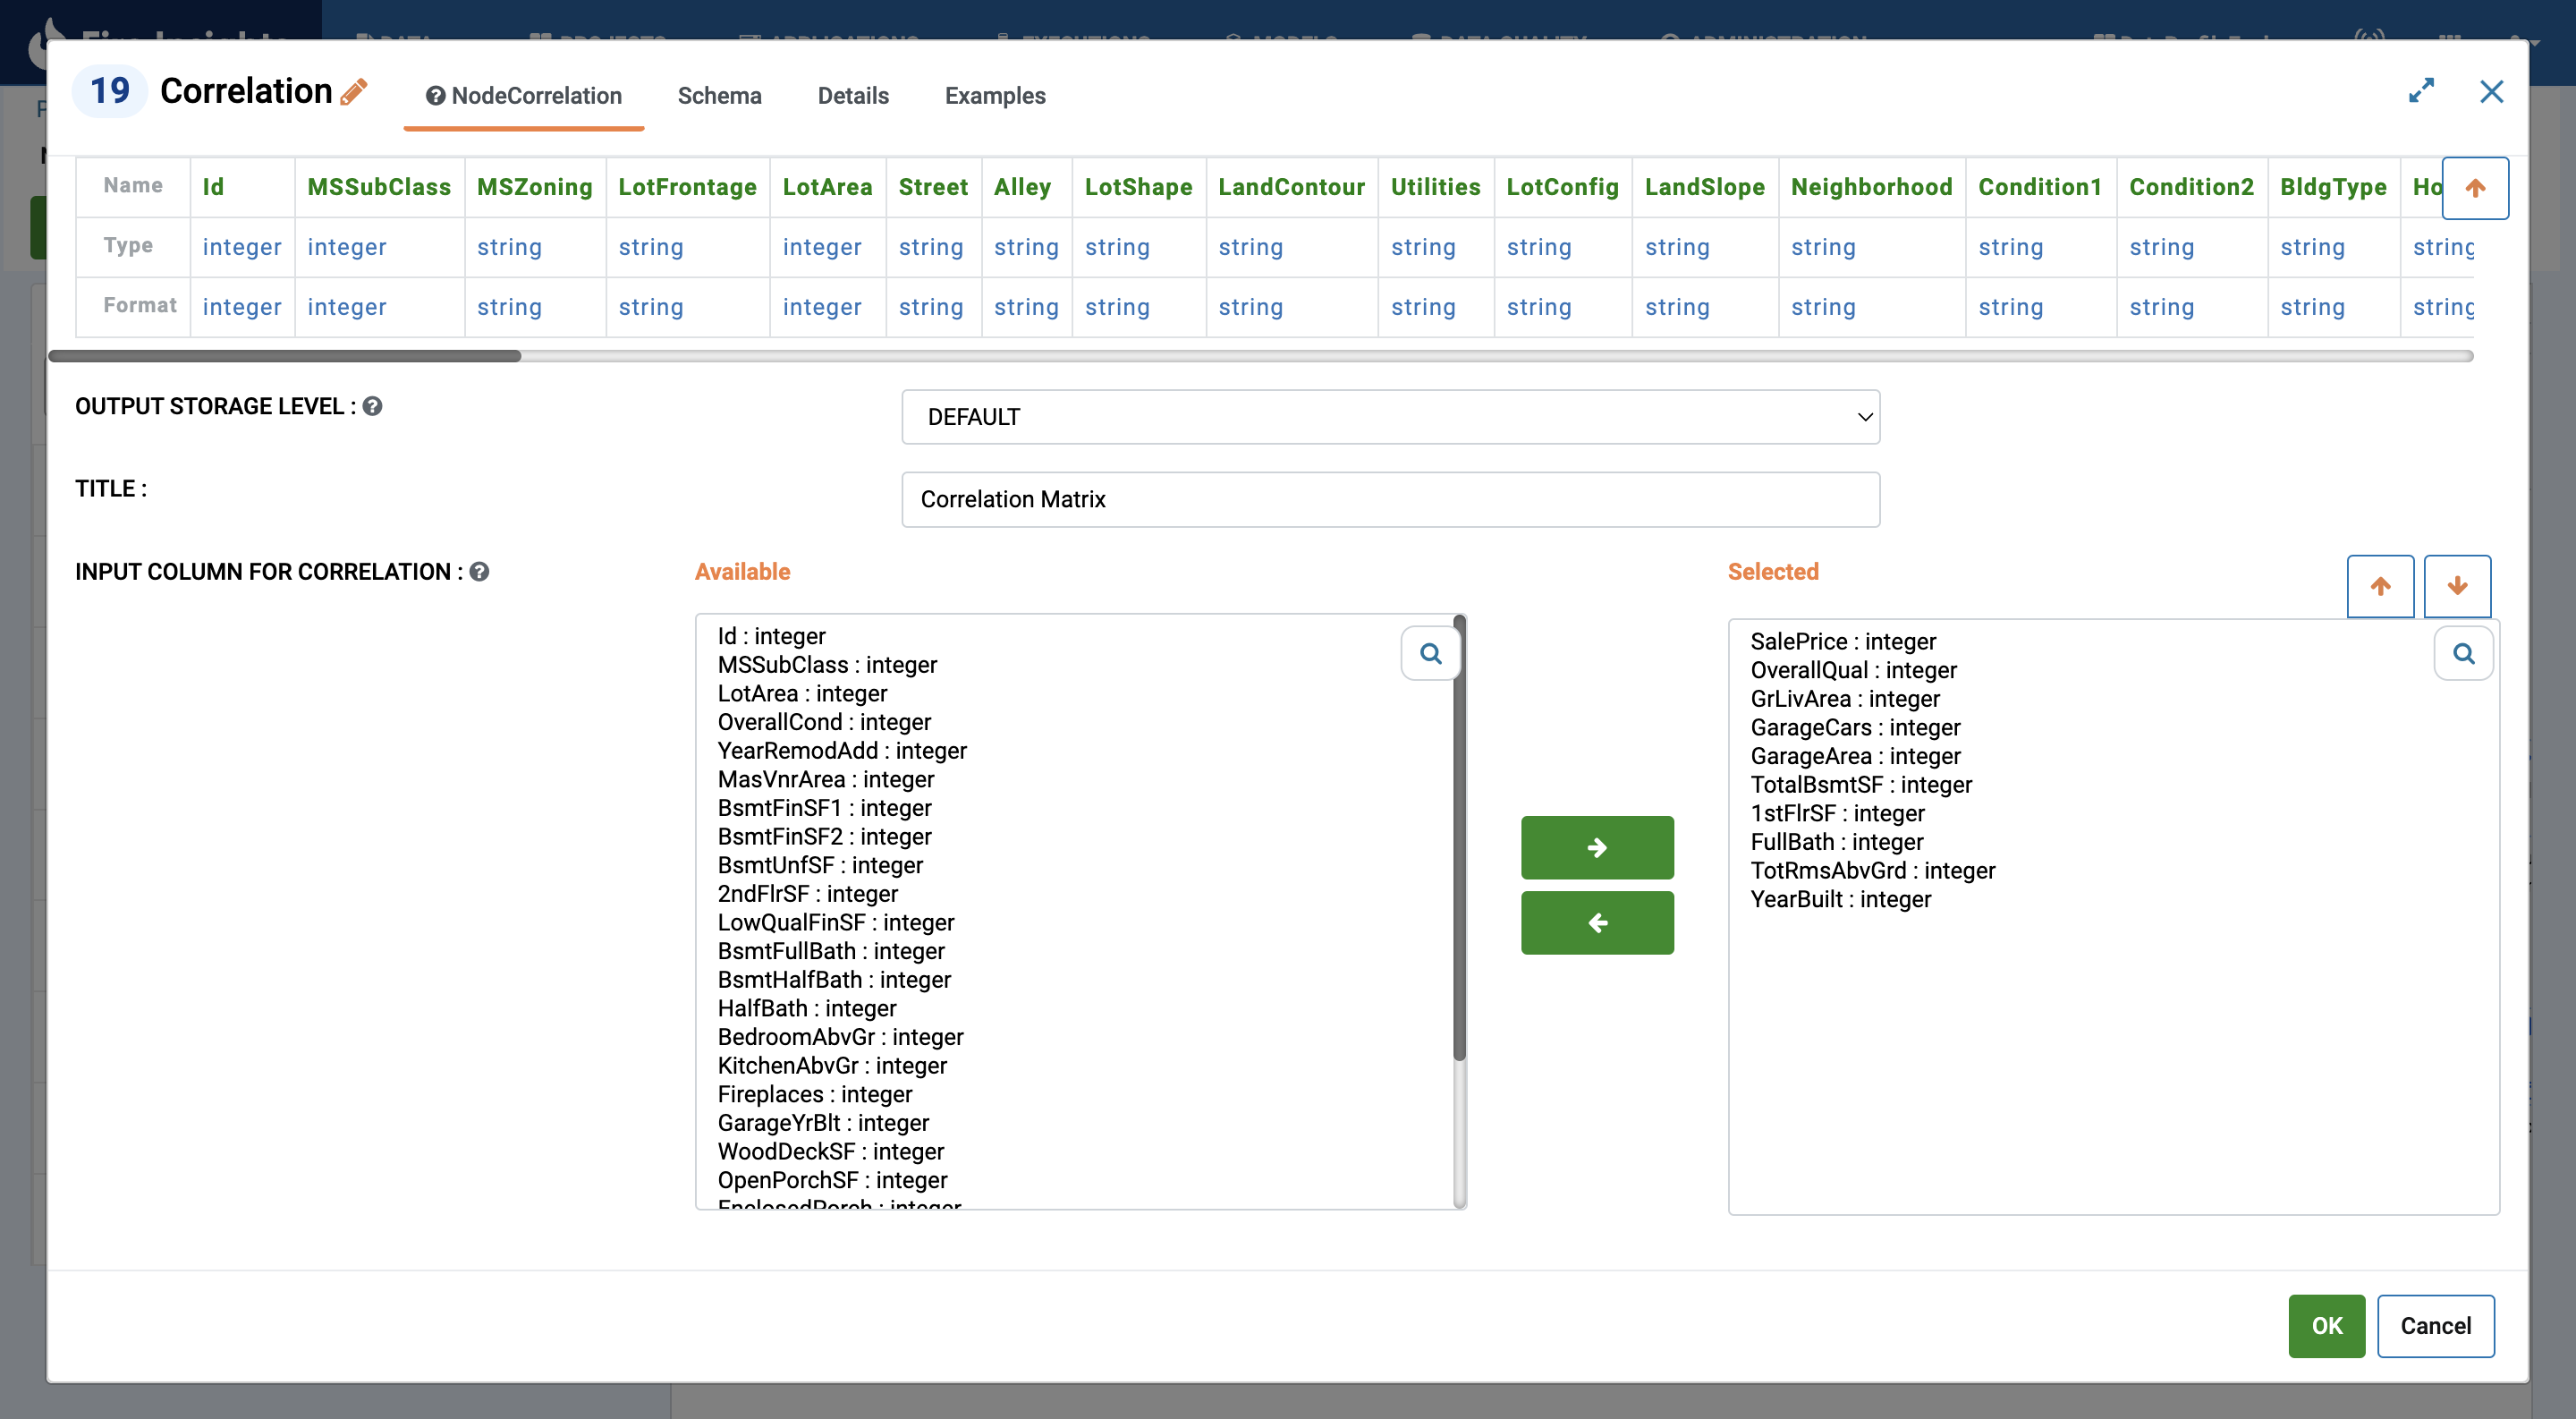 19 Correlation NodeCorrelation Schema Details Examples
Name Id MSSubClass MSZoning LotFrontage LotArea Street Alley LotShape LandContour Utilities LotConfig LandSlope Neighborhood Condition1 Condition2 BldgType Ho
Type integer integer string string integer string string string string string string string string string string string string
Format integer integer string string integer string string string string string string string string string string string string
OUTPUT STORAGE LEVEL :
DEFAULT
TITLE :
Correlation Matrix
INPUT COLUMN FOR CORRELATION :
Available
Id : integer
MSSubClass : integer
LotArea : integer
OverallCond : integer
YearRemodAdd : integer
MasVnrArea : integer
BsmtFinSF1 : integer
BsmtFinSF2 : integer
BsmtUnfSF : integer
2ndFlrSF : integer
LowQualFinSF : integer
BsmtFullBath : integer
BsmtHalfBath : integer
HalfBath : integer
BedroomAbvGr : integer
KitchenAbvGr : integer
Fireplaces : integer
GarageYrBlt : integer
WoodDeckSF : integer
OpenPorchSF : integer
EnclosedPorch : integer
Selected
SalePrice : integer
OverallQual : integer
GrLivArea : integer
GarageCars : integer
GarageArea : integer
TotalBsmtSF : integer
1stFlrSF : integer
FullBath : integer
TotRmsAbvGrd : integer
YearBuilt : integer
OK Cancel